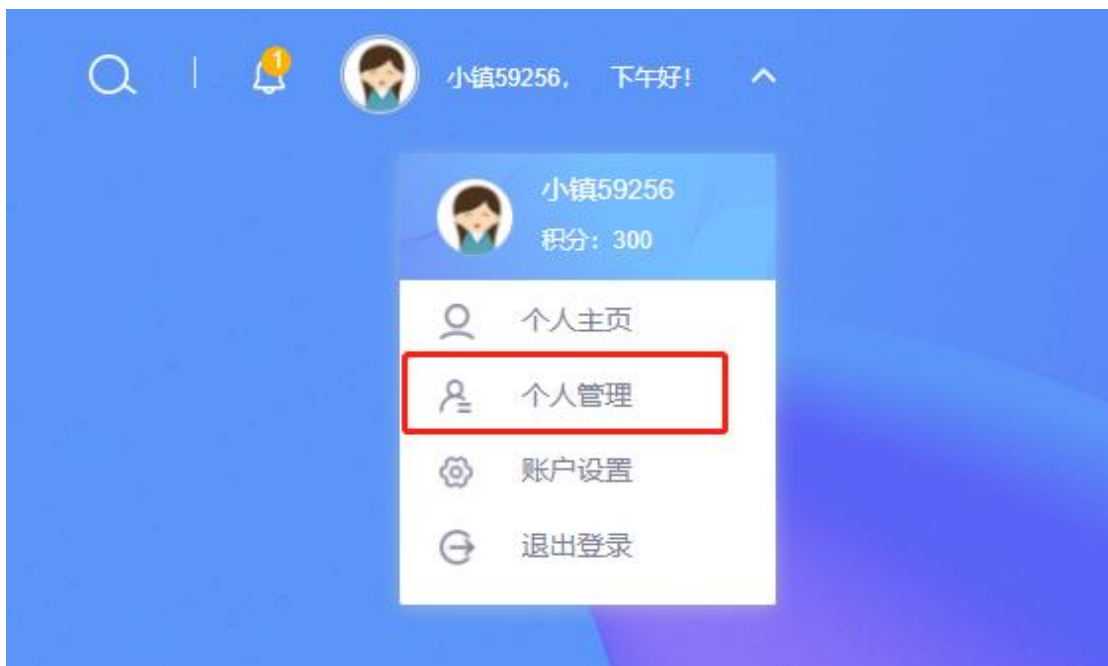 1
小镇59256， 下午好！
小镇59256
积分：300
个人主页
个人管理
账户设置
退出登录